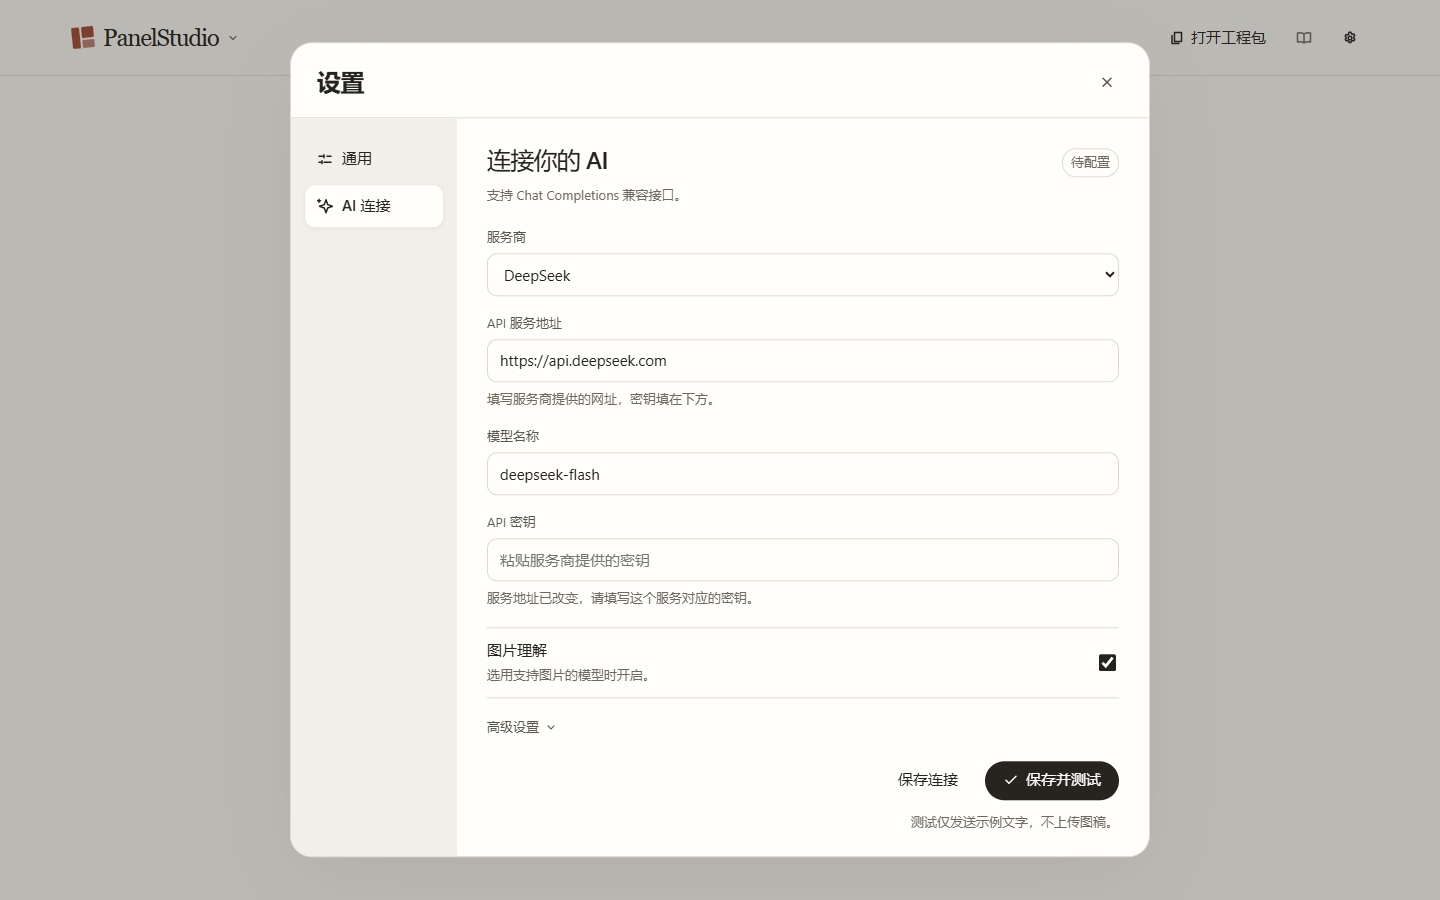 PanelStudio
打开工程包
设置
通用
AI 连接
连接你的 AI
待配置
支持 Chat Completions 兼容接口。
服务商
DeepSeek
API 服务地址
https://api.deepseek.com
填写服务商提供的网址，密钥填在下方。
模型名称
deepseek-flash
API 密钥
粘贴服务商提供的密钥
服务地址已改变，请填写这个服务对应的密钥。
图片理解
选用支持图片的模型时开启。
高级设置
保存连接
保存并测试
测试仅发送示例文字，不上传图稿。